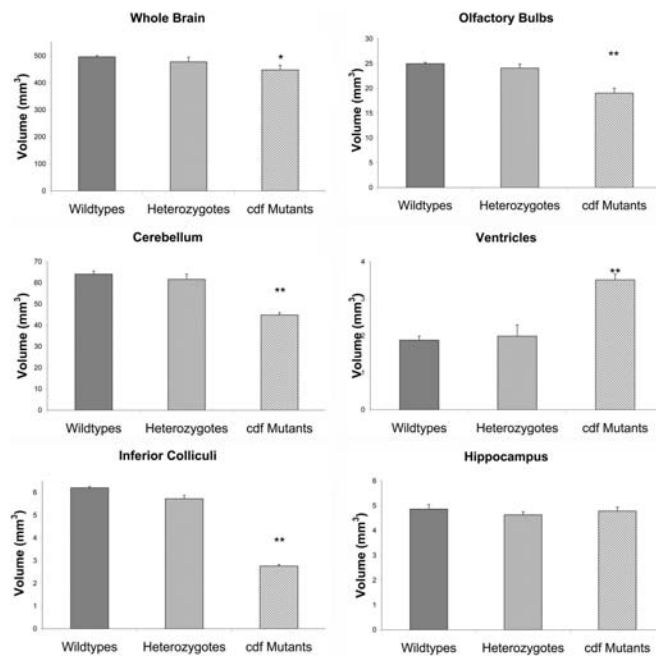 Whole Brain
Volume (mm3)
500
400
300
200
100
0
*
Wildtypes Heterozygotes cdf Mutants
Olfactory Bulbs
Volume (mm3)
30
25
20
15
10
5
0
**
Wildtypes Heterozygotes cdf Mutants
Cerebellum
Volume (mm3)
70
60
50
40
30
20
10
0
**
Wildtypes Heterozygotes cdf Mutants
Ventricles
Volume (mm3)
4
0
**
Wildtypes Heterozygotes cdf Mutants
Inferior Colliculi
Volume (mm3)
6
5
4
3
2
1
0
**
Wildtypes Heterozygotes cdf Mutants
Hippocampus
Volume (mm3)
6
5
4
3
2
1
0
Wildtypes Heterozygotes cdf Mutants